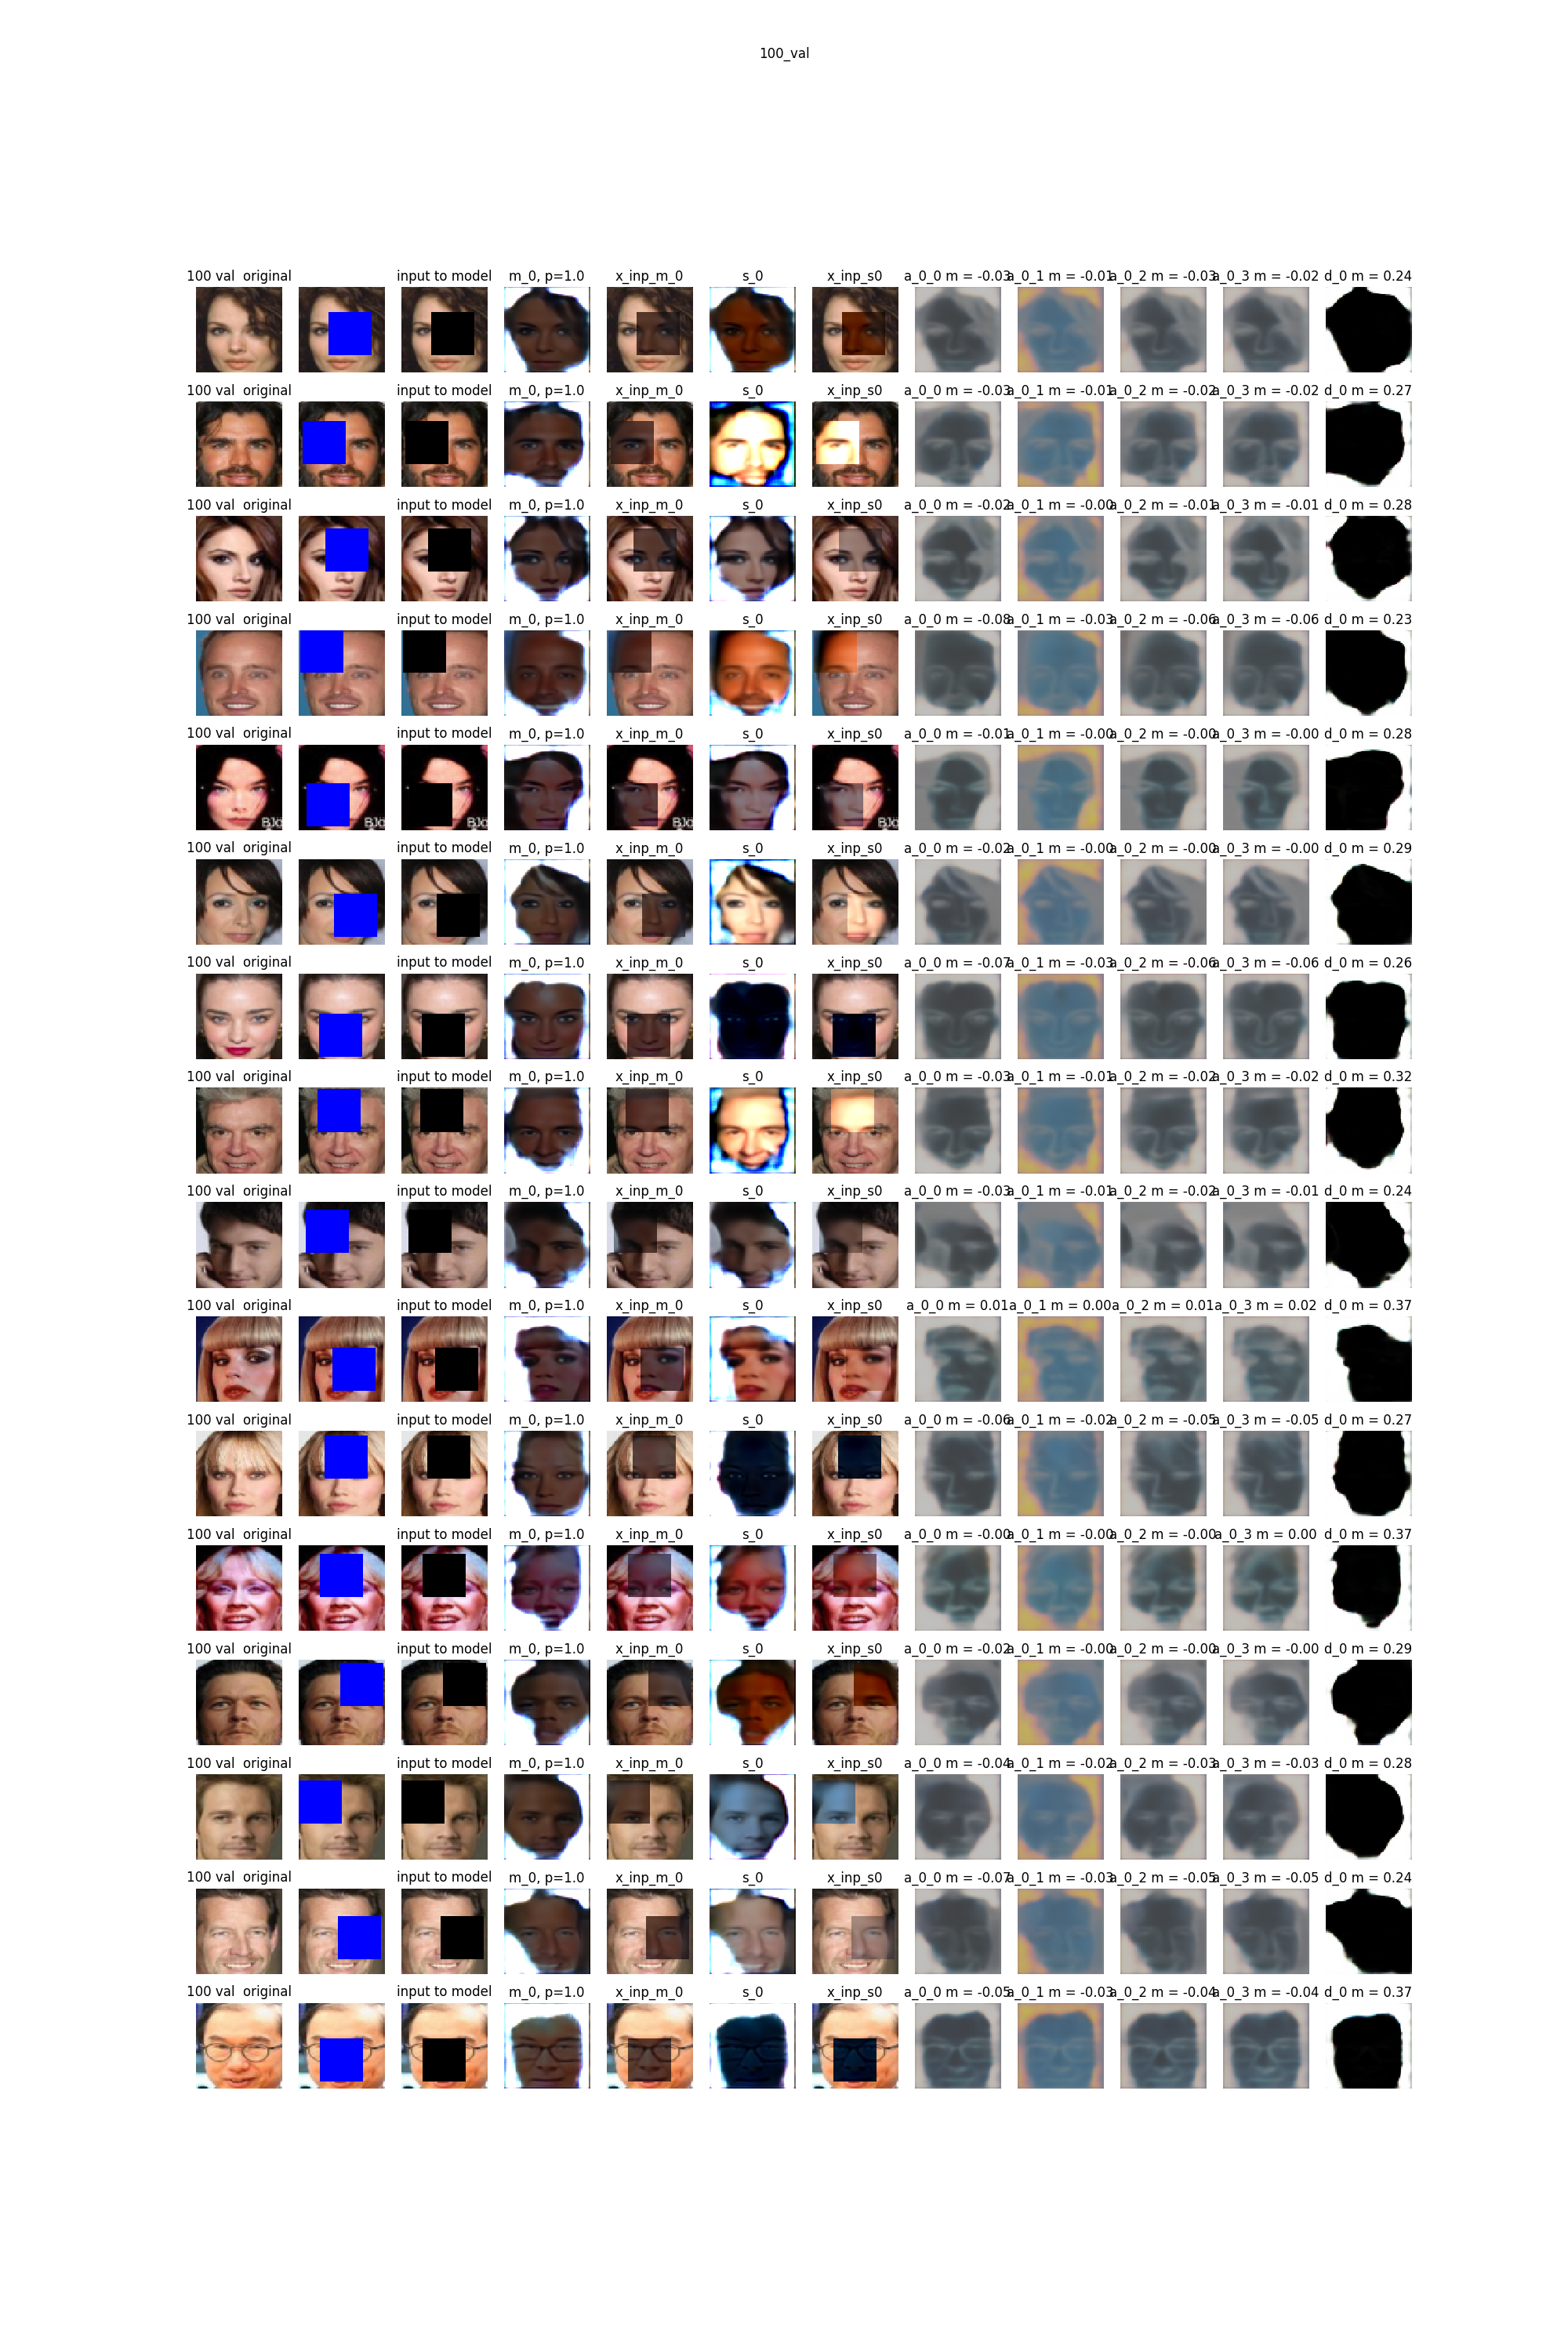 100_val
100 val original input to model m_0, p=1.0 x_inp_m_0 s_0 x_inp_s0 a_0_0 m = -0.03 a_0_1 m = -0.01 a_0_2 m = -0.03 a_0_3 m = -0.02 d_0 m = 0.24
100 val original input to model m_0, p=1.0 x_inp_m_0 s_0 x_inp_s0 a_0_0 m = -0.03 a_0_1 m = -0.01 a_0_2 m = -0.02 a_0_3 m = -0.02 d_0 m = 0.27
100 val original input to model m_0, p=1.0 x_inp_m_0 s_0 x_inp_s0 a_0_0 m = -0.02 a_0_1 m = -0.00 a_0_2 m = -0.01 a_0_3 m = -0.01 d_0 m = 0.28
100 val original input to model m_0, p=1.0 x_inp_m_0 s_0 x_inp_s0 a_0_0 m = -0.08 a_0_1 m = -0.03 a_0_2 m = -0.06 a_0_3 m = -0.06 d_0 m = 0.23
100 val original input to model m_0, p=1.0 x_inp_m_0 s_0 x_inp_s0 a_0_0 m = -0.01 a_0_1 m = -0.00 a_0_2 m = -0.00 a_0_3 m = -0.00 d_0 m = 0.28
100 val original input to model m_0, p=1.0 x_inp_m_0 s_0 x_inp_s0 a_0_0 m = -0.02 a_0_1 m = -0.00 a_0_2 m = -0.00 a_0_3 m = -0.00 d_0 m = 0.29
100 val original input to model m_0, p=1.0 x_inp_m_0 s_0 x_inp_s0 a_0_0 m = -0.07 a_0_1 m = -0.03 a_0_2 m = -0.06 a_0_3 m = -0.06 d_0 m = 0.26
100 val original input to model m_0, p=1.0 x_inp_m_0 s_0 x_inp_s0 a_0_0 m = -0.03 a_0_1 m = -0.01 a_0_2 m = -0.02 a_0_3 m = -0.02 d_0 m = 0.32
100 val original input to model m_0, p=1.0 x_inp_m_0 s_0 x_inp_s0 a_0_0 m = -0.03 a_0_1 m = -0.01 a_0_2 m = -0.02 a_0_3 m = -0.01 d_0 m = 0.24
100 val original input to model m_0, p=1.0 x_inp_m_0 s_0 x_inp_s0 a_0_0 m = 0.01 a_0_1 m = 0.00 a_0_2 m = 0.01 a_0_3 m = 0.02 d_0 m = 0.37
100 val original input to model m_0, p=1.0 x_inp_m_0 s_0 x_inp_s0 a_0_0 m = -0.06 a_0_1 m = -0.02 a_0_2 m = -0.05 a_0_3 m = -0.05 d_0 m = 0.27
100 val original input to model m_0, p=1.0 x_inp_m_0 s_0 x_inp_s0 a_0_0 m = -0.00 a_0_1 m = -0.00 a_0_2 m = -0.00 a_0_3 m = 0.00 d_0 m = 0.37
100 val original input to model m_0, p=1.0 x_inp_m_0 s_0 x_inp_s0 a_0_0 m = -0.02 a_0_1 m = -0.00 a_0_2 m = -0.00 a_0_3 m = -0.00 d_0 m = 0.29
100 val original input to model m_0, p=1.0 x_inp_m_0 s_0 x_inp_s0 a_0_0 m = -0.04 a_0_1 m = -0.02 a_0_2 m = -0.03 a_0_3 m = -0.03 d_0 m = 0.28
100 val original input to model m_0, p=1.0 x_inp_m_0 s_0 x_inp_s0 a_0_0 m = -0.07 a_0_1 m = -0.03 a_0_2 m = -0.05 a_0_3 m = -0.05 d_0 m = 0.24
100 val original input to model m_0, p=1.0 x_inp_m_0 s_0 x_inp_s0 a_0_0 m = -0.05 a_0_1 m = -0.03 a_0_2 m = -0.04 a_0_3 m = -0.04 d_0 m = 0.37